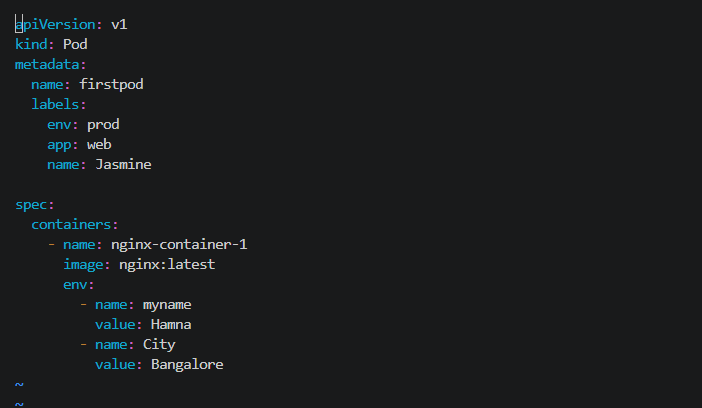 apiVersion: v1
kind: Pod
metadata:
  name: firstpod
  labels:
    env: prod
    app: web
    name: Jasmine

spec:
  containers:
    - name: nginx-container-1
      image: nginx:latest
      env:
        - name: myname
          value: Hamna
        - name: City
          value: Bangalore
~
~